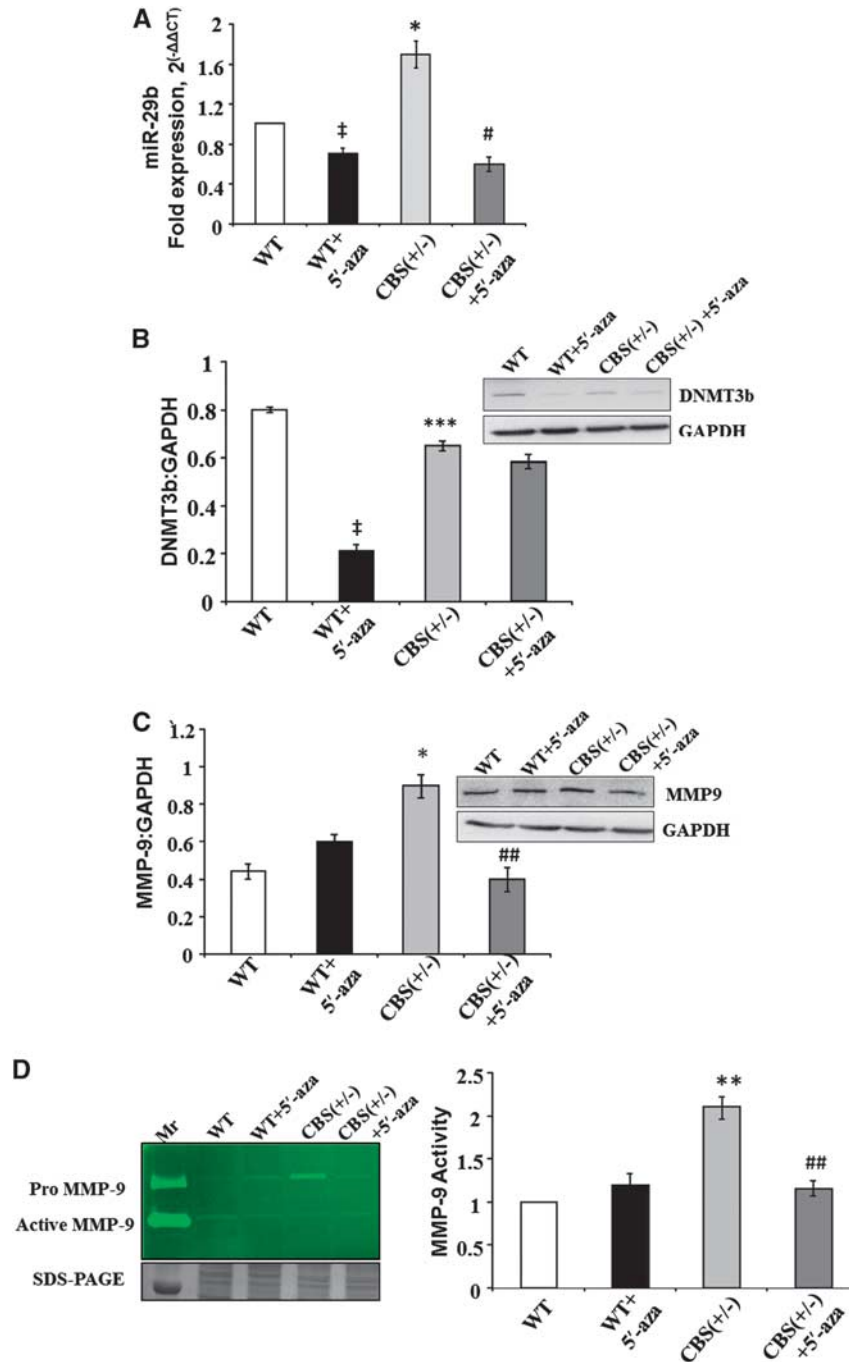 A
miR-29b
Fold expression, 2(-ΔΔCT)
2
1.6
1.2
0.8
0.4
0
*
‡
#
WT
WT+
5'-aza
CBS(+/-)
CBS(+/-)
+5'-aza
B
DNMT3b:GAPDH
1
0.8
0.6
0.4
0.2
0
‡
***
WT
WT+
5'-aza
CBS(+/-)
CBS(+/-)
+5'-aza
WT
WT+5'-aza
CBS(+/-)
CBS(+/-) +5'-aza
DNMT3b
GAPDH
C
MMP-9:GAPDH
1.2
1
0.8
0.6
0.4
0.2
0
*
##
WT
WT+
5'-aza
CBS(+/-)
CBS(+/-)
+5'-aza
WT
WT+5'-aza
CBS(+/-)
CBS(+/-)
+5'-aza
MMP9
GAPDH
D
Mr
WT
WT+5'-aza
CBS(+/-)
CBS(+/-)
+5'-aza
Pro MMP-9
Active MMP-9
SDS-PAGE
MMP-9 Activity
2.5
2
1.5
1
0.5
0
**
##
WT
WT+
5'-aza
CBS(+/-)
CBS(+/-)
+5'-aza